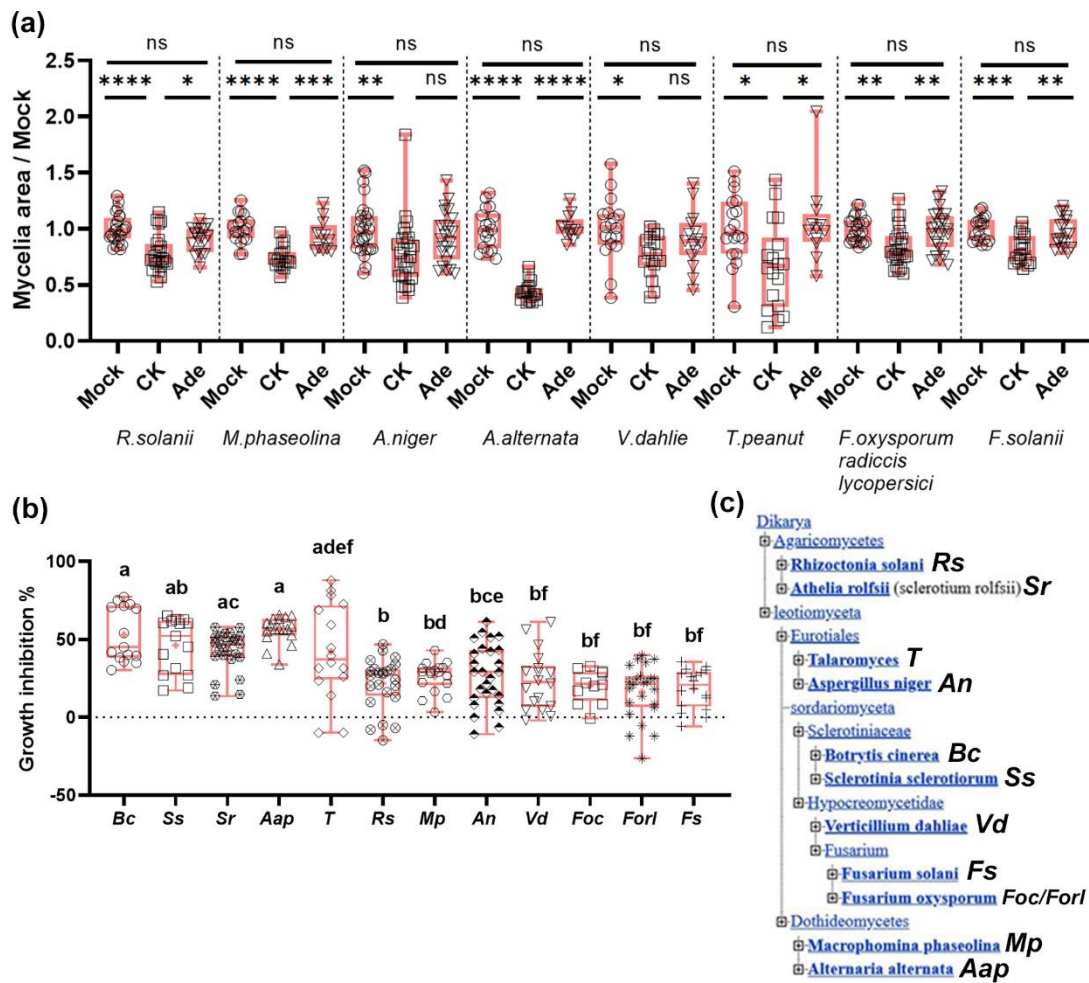 (a)
ns ns ns ns ns ns ns ns
**** * **** *** ** ns **** **** * ns * * ** ** *** **
Mycelia area / Mock
2.5
2.0
1.5
1.0
0.5
0.0
Mock CK Ade Mock CK Ade Mock CK Ade Mock CK Ade Mock CK Ade Mock CK Ade Mock CK Ade Mock CK Ade
R.solanii M.phaseolina A.niger A.alternata V.dahlie T.peanut F.oxysporum F.solanii
radiccis
lycopersici
(b)
Growth inhibition %
100
50
0
-50
a ab ac a adef b bd bce bf bf bf bf
Bc Ss Sr Aap T Rs Mp An Vd Foc Forl Fs
(c)
Dikarya
Agaricomycetes
Rhizoctonia solani Rs
Athelia rolfsii (sclerotium rolfsii) Sr
leotiomyceta
Eurotiales
Talaromyces T
Aspergillus niger An
sordariomyceta
Sclerotiniaceae
Botrytis cinerea Bc
Sclerotinia sclerotiorum Ss
Hypocreomycetidae
Verticillium dahliae Vd
Fusarium
Fusarium solani Fs
Fusarium oxysporum Foc/Forl
Dothideomycetes
Macrophomina phaseolina Mp
Alternaria alternata Aap